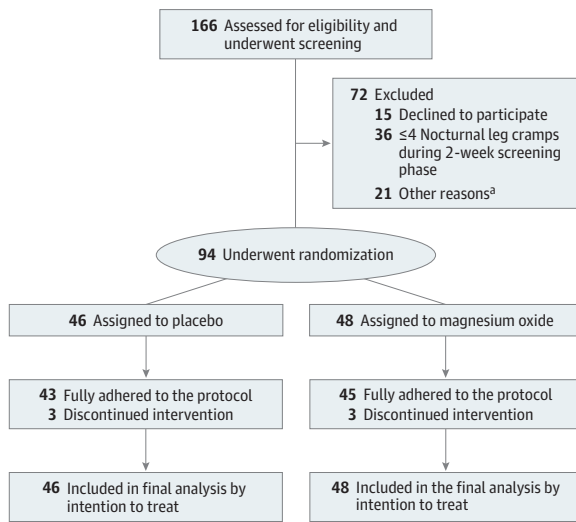 166 Assessed for eligibility and
underwent screening
72 Excluded
15 Declined to participate
36 ≤4 Nocturnal leg cramps
during 2-week screening
phase
21 Other reasonsa
94 Underwent randomization
46 Assigned to placebo
48 Assigned to magnesium oxide
43 Fully adhered to the protocol
3 Discontinued intervention
45 Fully adhered to the protocol
3 Discontinued intervention
46 Included in final analysis by
intention to treat
48 Included in the final analysis by
intention to treat